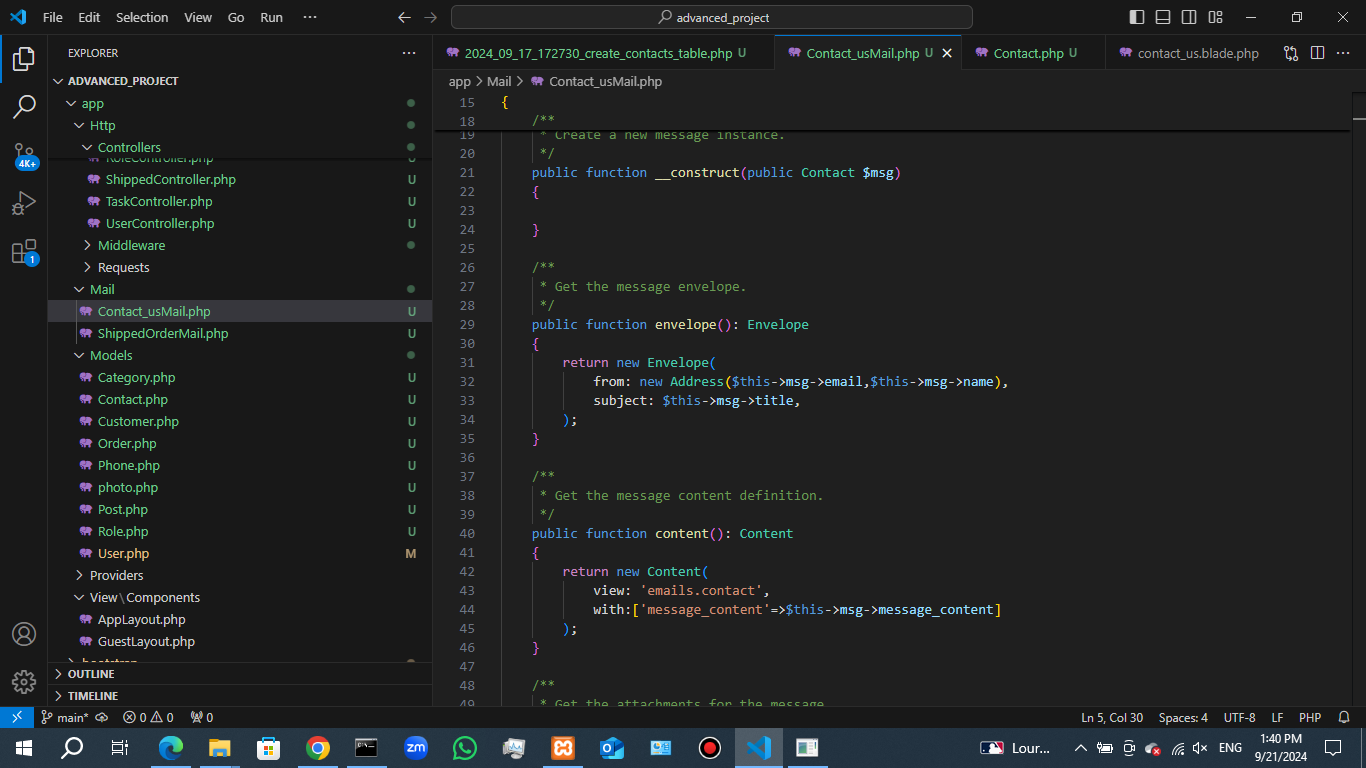 File Edit Selection View Go Run ··· advanced_project
EXPLORER ···
ADVANCED_PROJECT
app
Http
Controllers
RoleController.php U
ShippedController.php U
TaskController.php U
UserController.php U
Middleware
Requests
Mail
Contact_usMail.php U
ShippedOrderMail.php U
Models
Category.php U
Contact.php U
Customer.php U
Order.php U
Phone.php U
photo.php U
Post.php U
Role.php U
User.php M
Providers
View\Components
AppLayout.php
GuestLayout.php
bootstrap
OUTLINE
TIMELINE
4K+
1
2024_09_17_172730_create_contacts_table.php U Contact_usMail.php U Contact.php U contact_us.blade.php ···
app > Mail > Contact_usMail.php
15 {
18 /**
19 * Create a new message instance.
20 */
21 public function __construct(public Contact $msg)
22 {
23
24 }
25
26 /**
27 * Get the message envelope.
28 */
29 public function envelope(): Envelope
30 {
31 return new Envelope(
32 from: new Address($this->msg->email,$this->msg->name),
33 subject: $this->msg->title,
34 );
35 }
36
37 /**
38 * Get the message content definition.
39 */
40 public function content(): Content
41 {
42 return new Content(
43 view: 'emails.contact',
44 with:['message_content'=>$this->msg->message_content]
45 );
46 }
47
48 /**
49 * Get the attachments for the message.
main* 0 0 0 Ln 5, Col 30 Spaces: 4 UTF-8 LF PHP
zm Lour... ENG 1:40 PM
9/21/2024